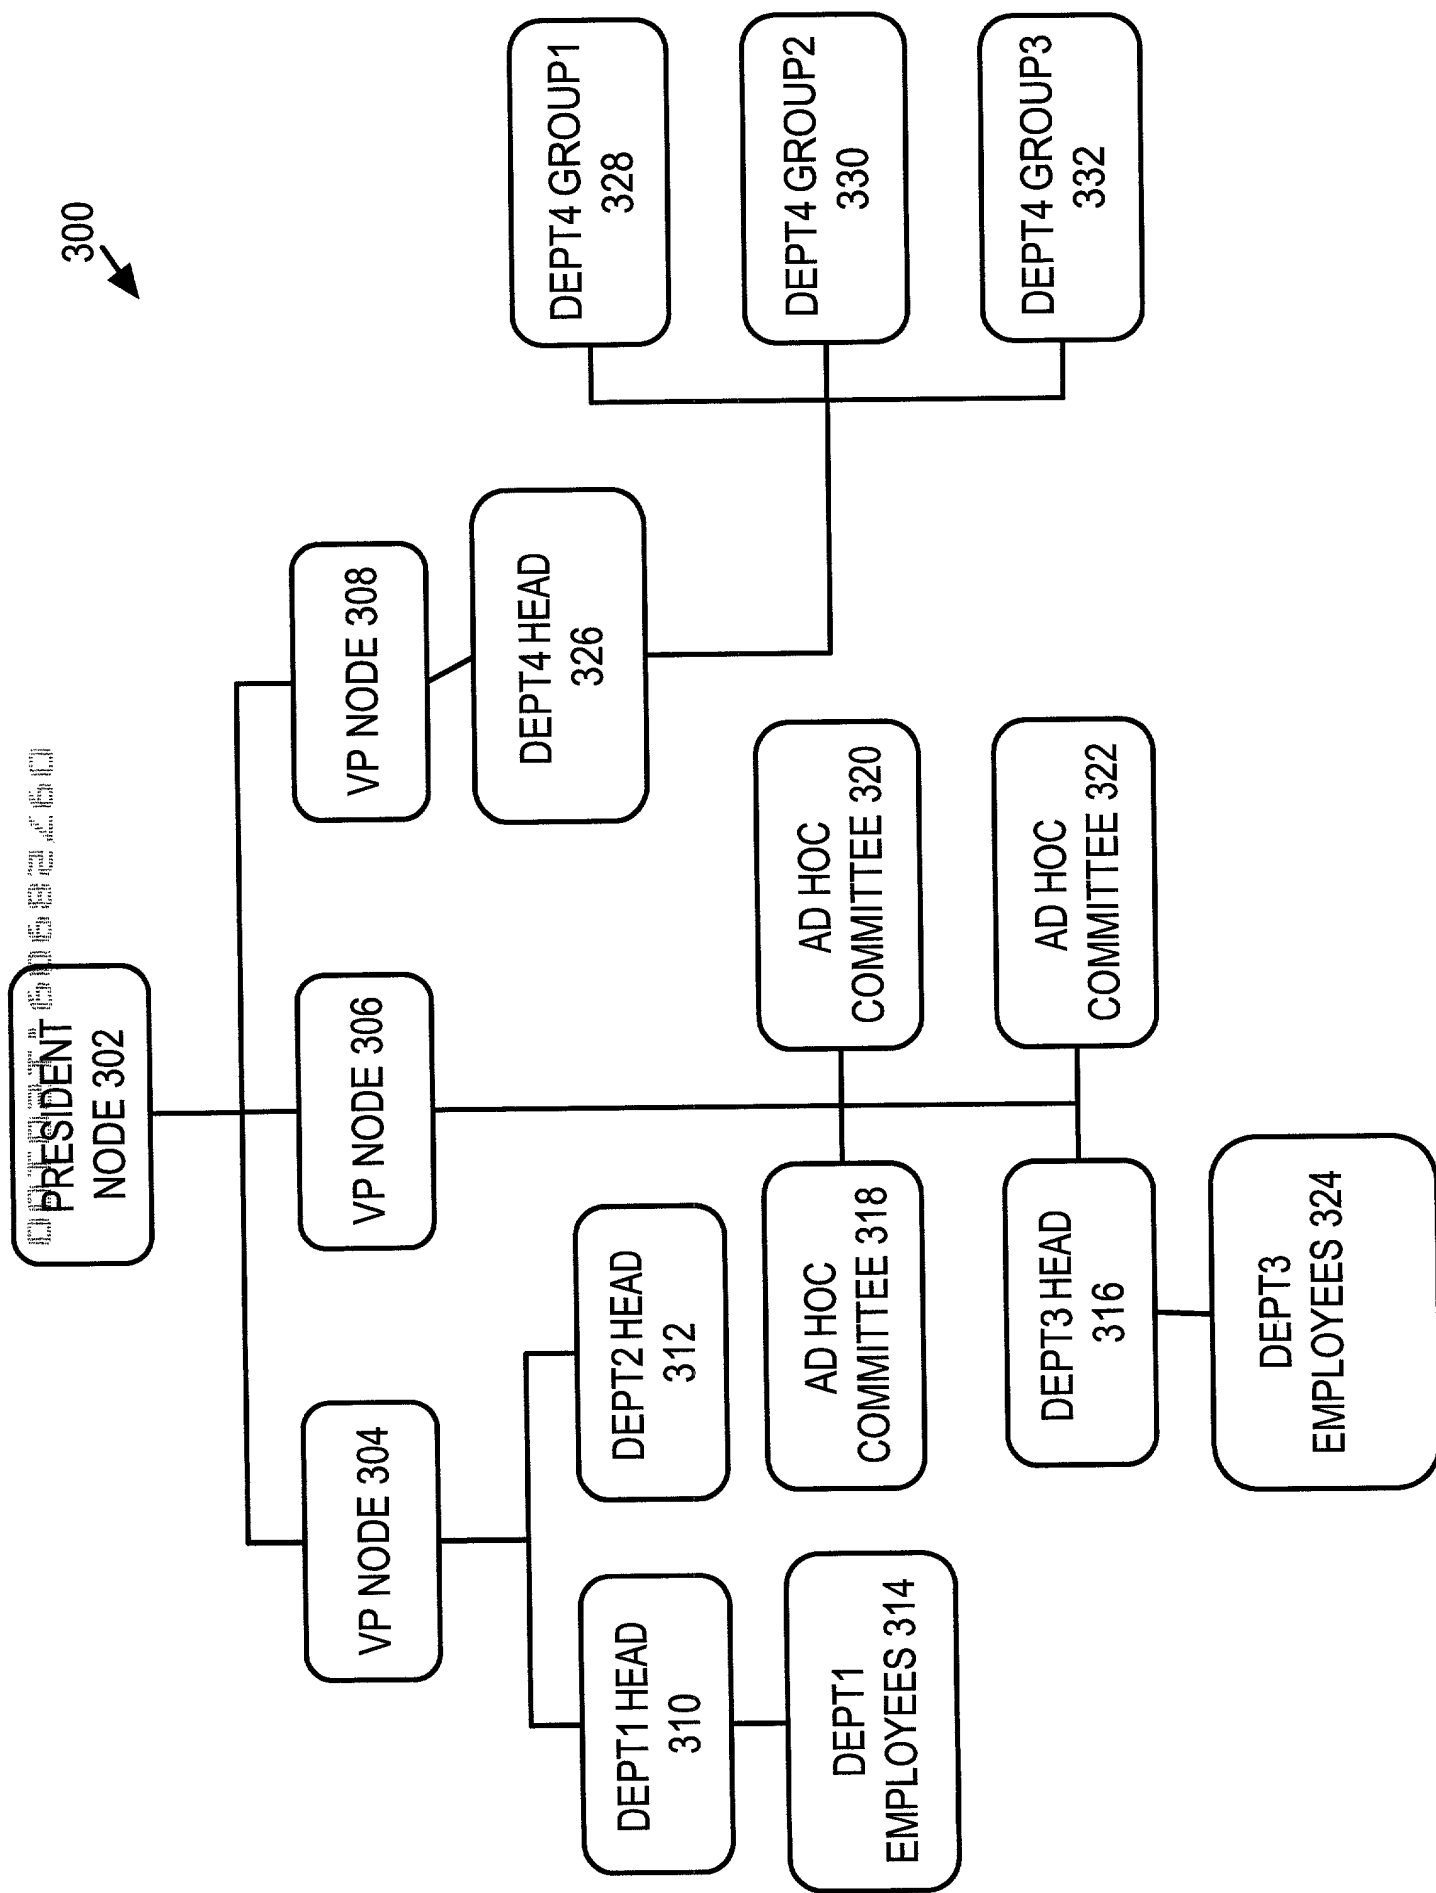 300
PRESIDENT
NODE 302
VP NODE 304
VP NODE 306
VP NODE 308
DEPT1 HEAD
310
DEPT2 HEAD
312
DEPT4 HEAD
326
DEPT4 GROUP1
328
DEPT4 GROUP2
330
DEPT4 GROUP3
332
DEPT1
EMPLOYEES 314
AD HOC
COMMITTEE 318
AD HOC
COMMITTEE 320
DEPT3 HEAD
316
AD HOC
COMMITTEE 322
DEPT3
EMPLOYEES 324